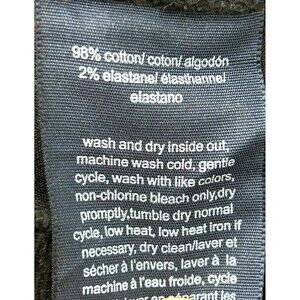 98% cotton/ coton/ algodón
2% elastane/ élasthanne/
elastano
wash and dry inside out,
machine wash cold, gentle
cycle, wash with like colors,
non-chlorine bleach only,dry
promptly,tumble dry normal
cycle, low heat, low heat iron if
necessary, dry clean/laver et
sécher à l'envers, laver à la
machine à l'eau froide, cycle
séparant les